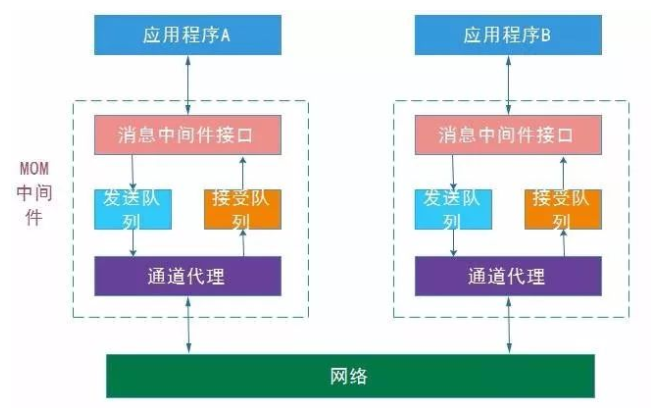 应用程序A
应用程序B
消息中间件接口
消息中间件接口
MOM
中间
件
发送队
列
接受队
列
发送队
列
接受队
列
通道代理
通道代理
网络